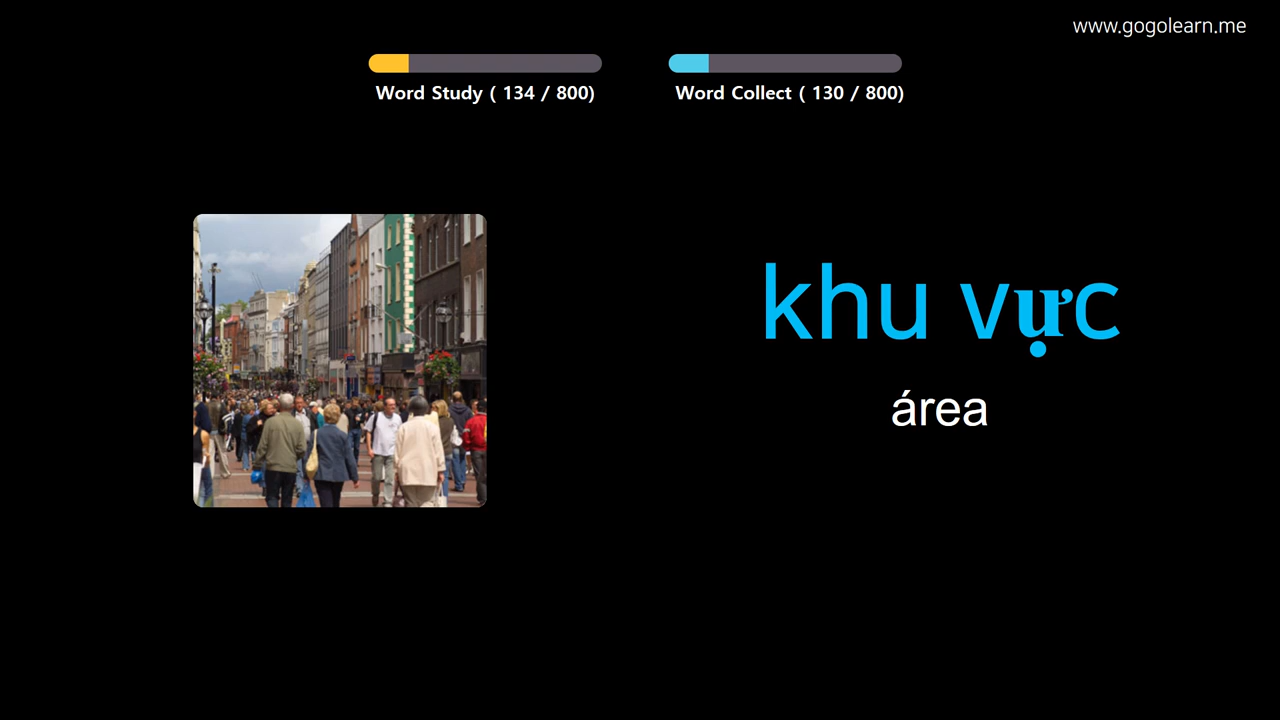 www.gogolearn.me
Word Study ( 134 / 800)
Word Collect ( 130 / 800)
khu vực
área